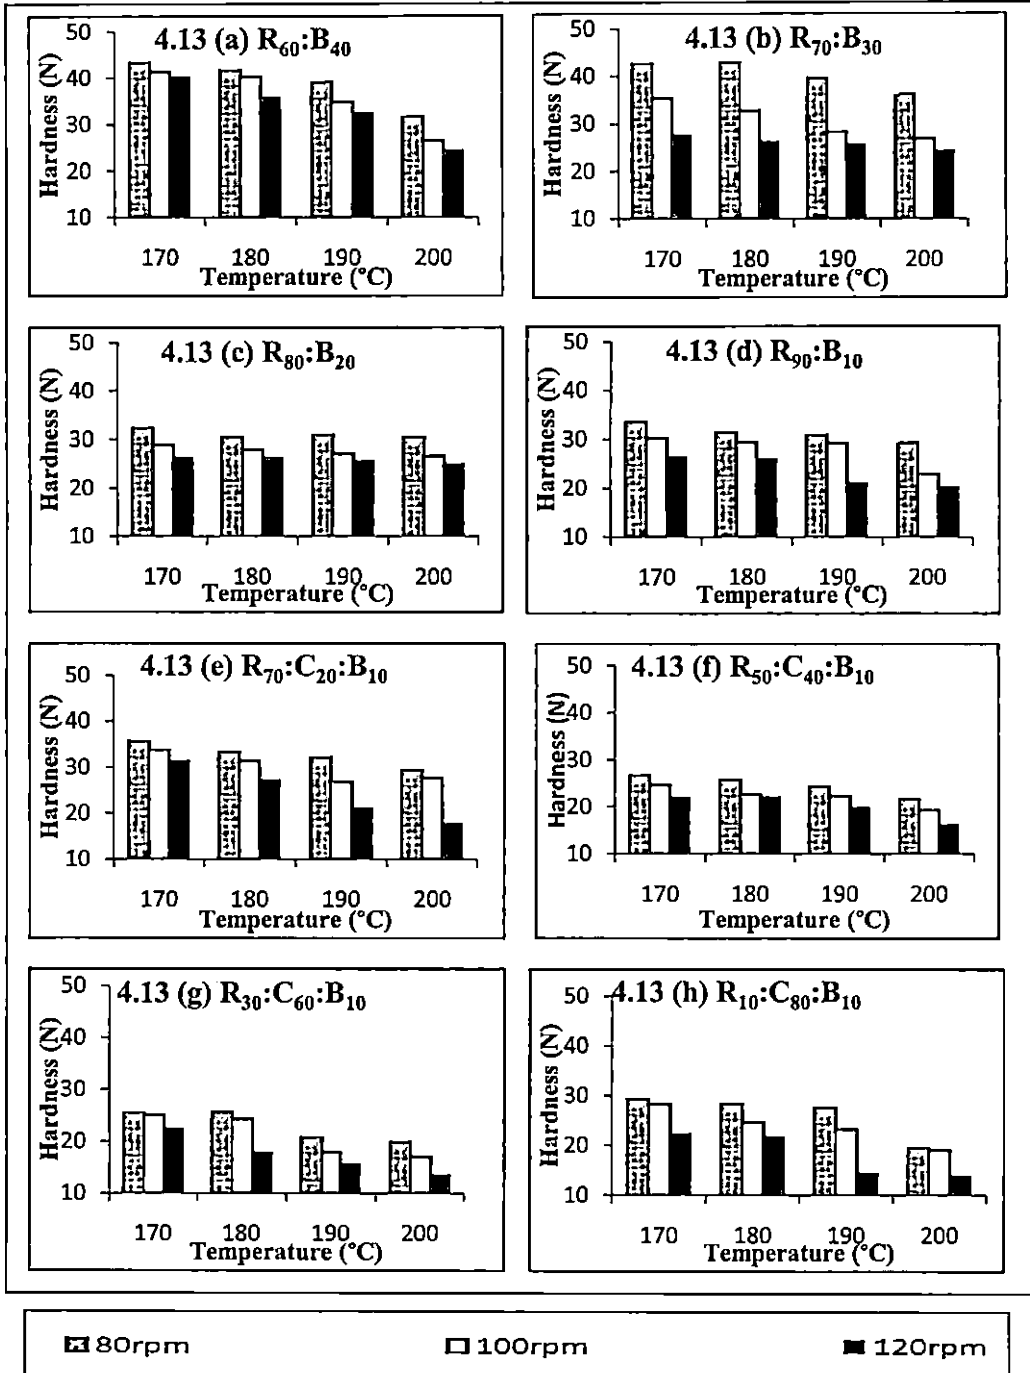 4.13 (a) R₆₀:B₄₀
Hardness (N)
50
40
30
20
10
170 180 190 200
Temperature (°C)
4.13 (b) R₇₀:B₃₀
Hardness (N)
50
40
30
20
10
170 180 190 200
Temperature (°C)
4.13 (c) R₈₀:B₂₀
Hardness (N)
50
40
30
20
10
170 180 190 200
Temperature (°C)
4.13 (d) R₉₀:B₁₀
Hardness (N)
50
40
30
20
10
170 180 190 200
Temperature (°C)
4.13 (e) R₇₀:C₂₀:B₁₀
Hardness (N)
50
40
30
20
10
170 180 190 200
Temperature (°C)
4.13 (f) R₅₀:C₄₀:B₁₀
Hardness (N)
50
40
30
20
10
170 180 190 200
Temperature (°C)
4.13 (g) R₃₀:C₆₀:B₁₀
Hardness (N)
50
40
30
20
10
170 180 190 200
Temperature (°C)
4.13 (h) R₁₀:C₈₀:B₁₀
Hardness (N)
50
40
30
20
10
170 180 190 200
Temperature (°C)
80rpm 100rpm 120rpm